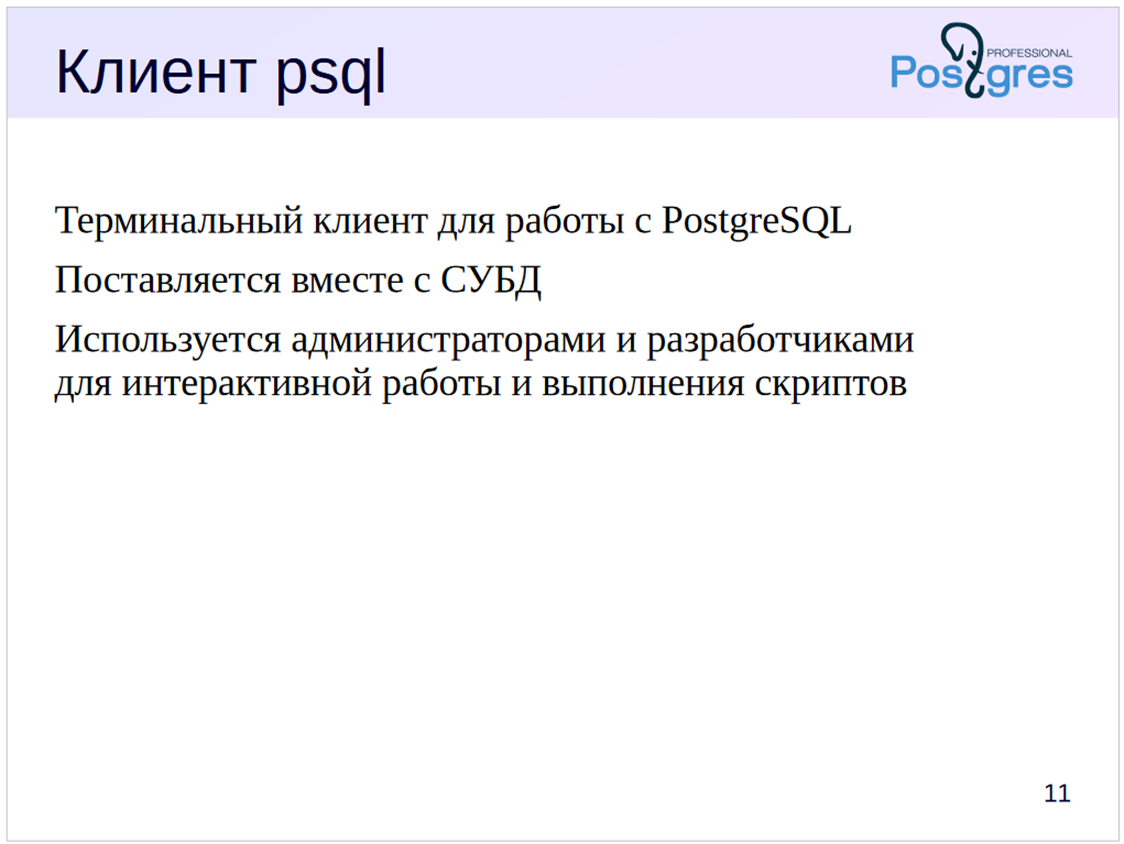 Клиент psql
PROFESSIONAL
Postgres
Терминальный клиент для работы с PostgreSQL
Поставляется вместе с СУБД
Используется администраторами и разработчиками
для интерактивной работы и выполнения скриптов
11